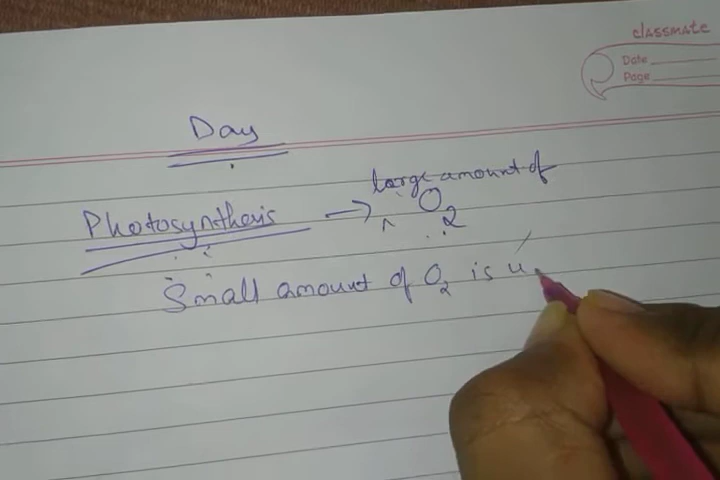 classmate
Date
Page
Day
large amount of
Photosynthesis → O₂
Small amount of O₂ is u